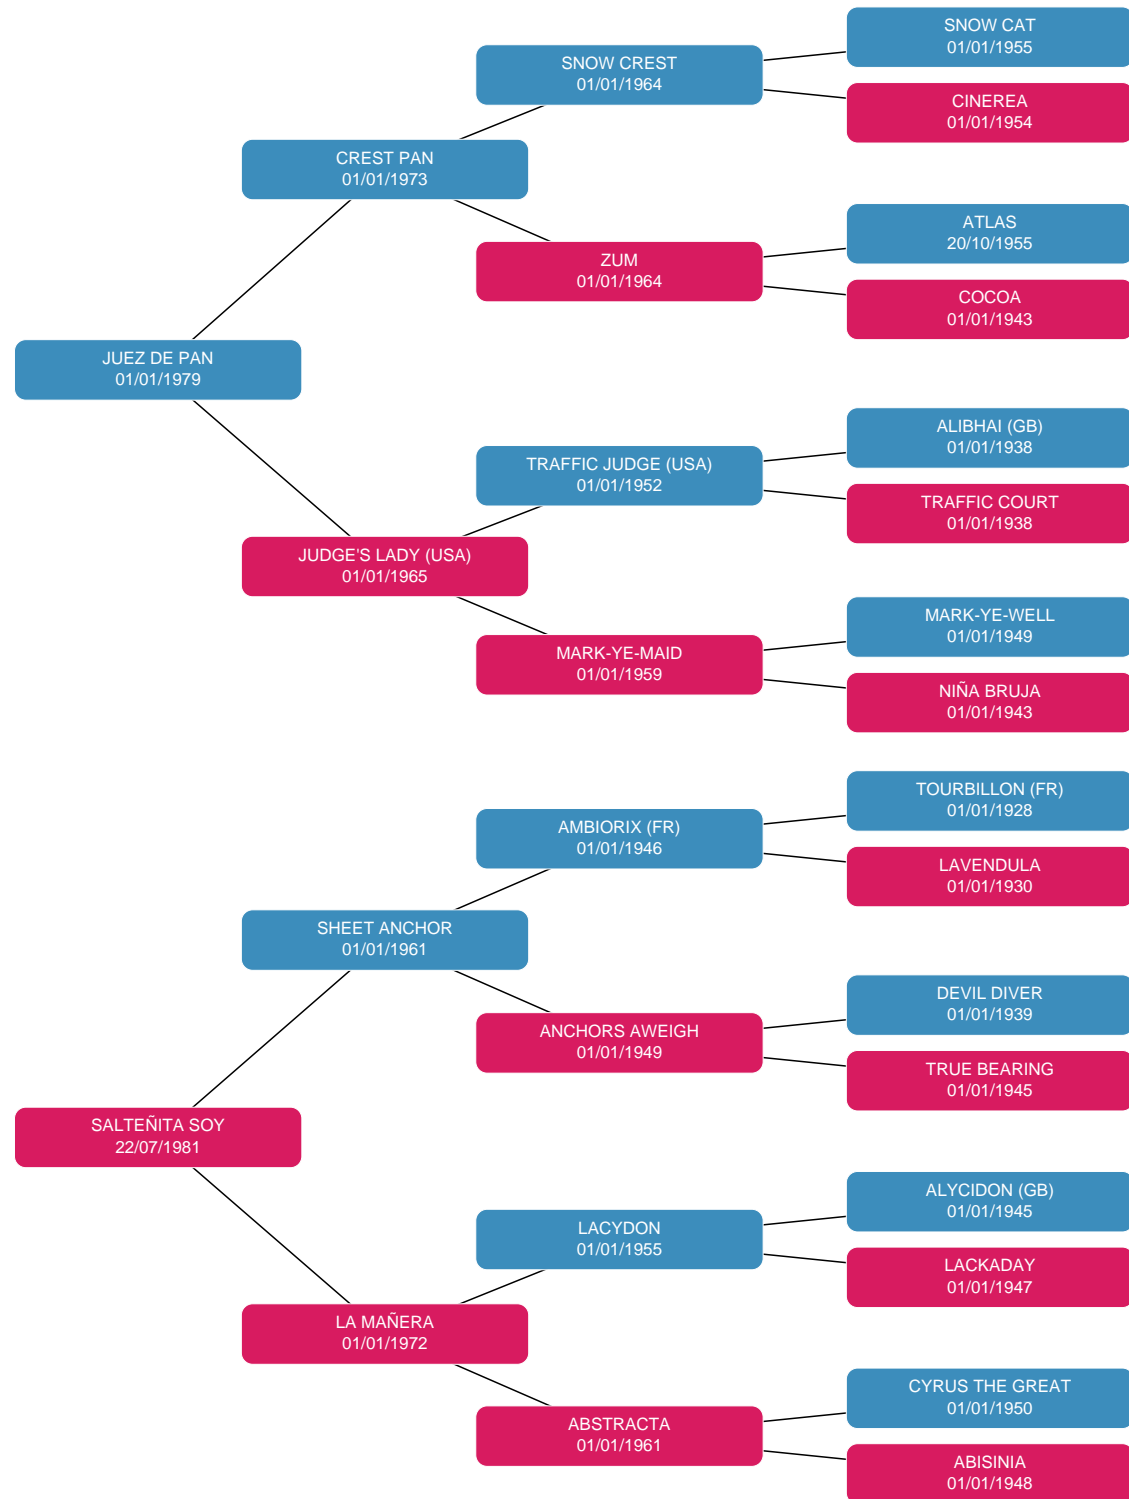 SNOW CAT
01/01/1955
SNOW CREST
01/01/1964
CINEREA
01/01/1954
CREST PAN
01/01/1973
ATLAS
20/10/1955
ZUM
01/01/1964
COCOA
01/01/1943
JUEZ DE PAN
01/01/1979
ALIBHAI (GB)
01/01/1938
TRAFFIC JUDGE (USA)
01/01/1952
TRAFFIC COURT
01/01/1938
JUDGE'S LADY (USA)
01/01/1965
MARK-YE-WELL
01/01/1949
MARK-YE-MAID
01/01/1959
NIÑA BRUJA
01/01/1943
TOURBILLON (FR)
01/01/1928
AMBIORIX (FR)
01/01/1946
LAVENDULA
01/01/1930
SHEET ANCHOR
01/01/1961
DEVIL DIVER
01/01/1939
ANCHORS AWEIGH
01/01/1949
TRUE BEARING
01/01/1945
SALTEÑITA SOY
22/07/1981
ALYCIDON (GB)
01/01/1945
LACYDON
01/01/1955
LACKADAY
01/01/1947
LA MAÑERA
01/01/1972
CYRUS THE GREAT
01/01/1950
ABSTRACTA
01/01/1961
ABISINIA
01/01/1948